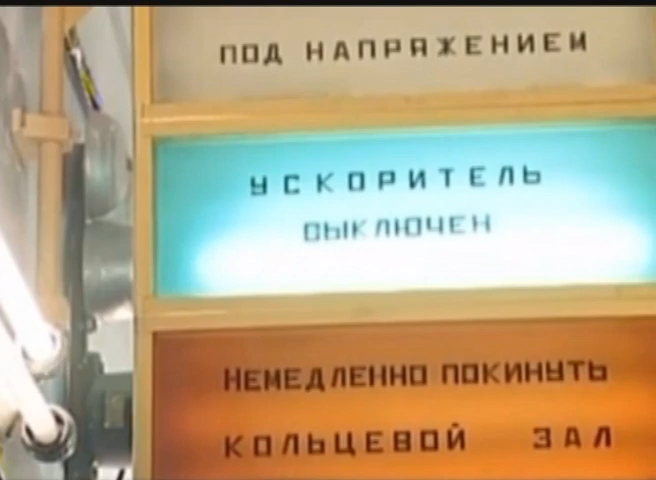 ПОД НАПРЯЖЕНИЕМ
УСКОРИТЕЛЬ
ВЫКЛЮЧЕН
НЕМЕДЛЕННО ПОКИНУТЬ
КОЛЬЦЕВОЙ ЗАЛ